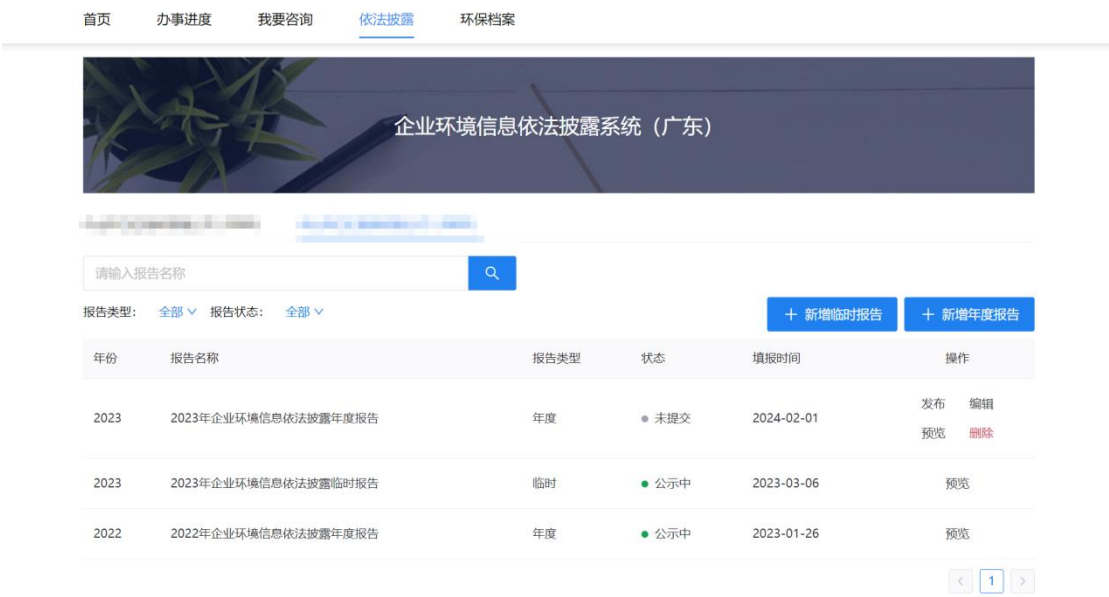 首页 办事进度 我要咨询 依法披露 环保档案
企业环境信息依法披露系统（广东）
请输入报告名称
报告类型： 全部 报告状态： 全部 + 新增临时报告 + 新增年度报告
年份 报告名称 报告类型 状态 填报时间 操作
发布 编辑
2023 2023年企业环境信息依法披露年度报告 年度 未提交 2024-02-01
预览 删除
2023 2023年企业环境信息依法披露临时报告 临时 公示中 2023-03-06 预览
2022 2022年企业环境信息依法披露年度报告 年度 公示中 2023-01-26 预览
< 1 >